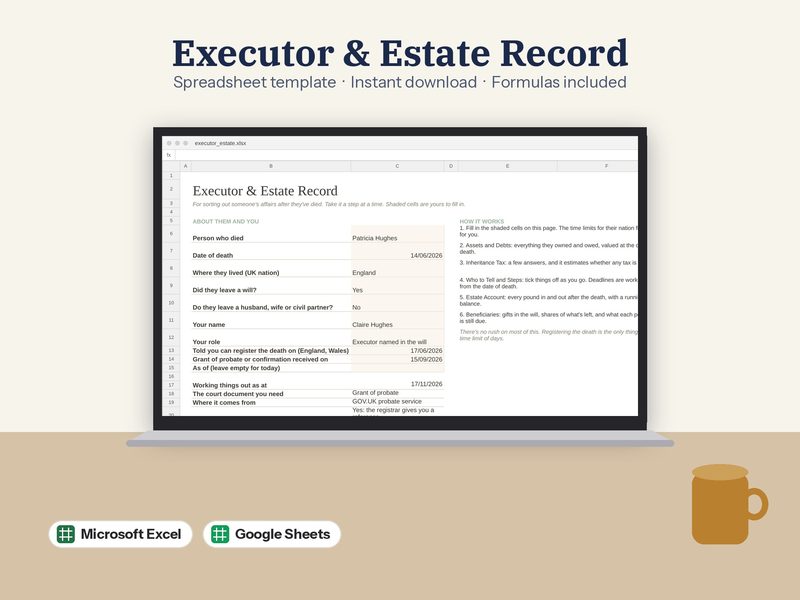 Executor & Estate Record
Spreadsheet template · Instant download · Formulas included
executor_estate.xlsx
fx
A B C D E F
1
2 Executor & Estate Record
3 For sorting out someone's affairs after they've died. Take it a step at a time. Shaded cells are yours to fill in.
4
5 ABOUT THEM AND YOU HOW IT WORKS
1. Fill in the shaded cells on this page. The time limits for their nation
for you.
6 Person who died Patricia Hughes
2. Assets and Debts: everything they owned and owed, valued at the
death.
7 Date of death 14/06/2026
3. Inheritance Tax: a few answers, and it estimates whether any tax is
8 Where they lived (UK nation) England
4. Who to Tell and Steps: tick things off as you go. Deadlines are work
from the date of death.
9 Did they leave a will? Yes
5. Estate Account: every pound in and out after the death, with a runn
balance.
10 Do they leave a husband, wife or civil partner? No
6. Beneficiaries: gifts in the will, shares of what's left, and what each
is still due.
11 Your name Claire Hughes
There's no rush on most of this. Registering the death is the only thing
time limit of days.
12 Your role Executor named in the will
13 Told you can register the death on (England, Wales) 17/06/2026
14 Grant of probate or confirmation received on 15/09/2026
15 As of (leave empty for today)
16
17 Working things out as at 17/11/2026
18 The court document you need Grant of probate
19 Where it comes from GOV.UK probate service
Yes: the registrar gives you a
Microsoft Excel
Google Sheets